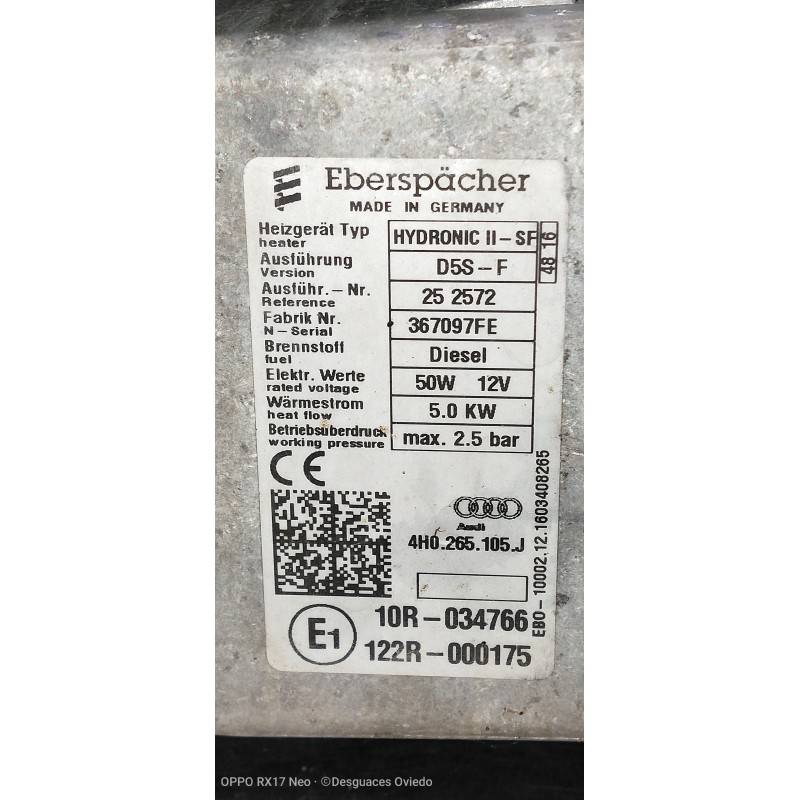 Eberspächer
MADE IN GERMANY
Heizgerät Typ
heater
HYDRONIC II-SF
48 16
Ausführung
Version
D5S-F
Ausführ.-Nr.
Reference
25 2572
Fabrik Nr.
N-Serial
367097FE
Brennstoff
fuel
Diesel
Elektr. Werte
rated voltage
50W 12V
Wärmestrom
heat flow
5.0 KW
Betriebsüberdruck
working pressure
max. 2.5 bar
CE
Audi
4H0.265.105.J
EBO-10002.12.1603408265
E1
10R-034766
122R-000175
OPPO RX17 Neo · ©Desguaces Oviedo